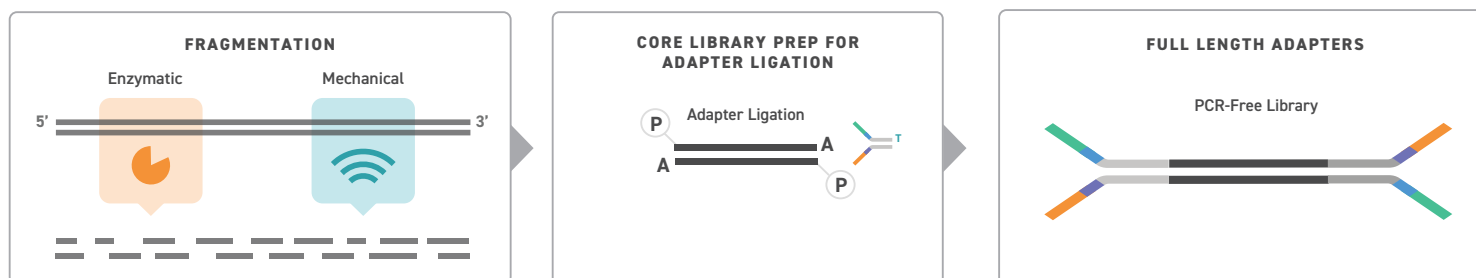 FRAGMENTATION
Enzymatic
Mechanical
5’
3’
CORE LIBRARY PREP FOR
ADAPTER LIGATION
Adapter Ligation
P
A
A
P
T
FULL LENGTH ADAPTERS
PCR-Free Library